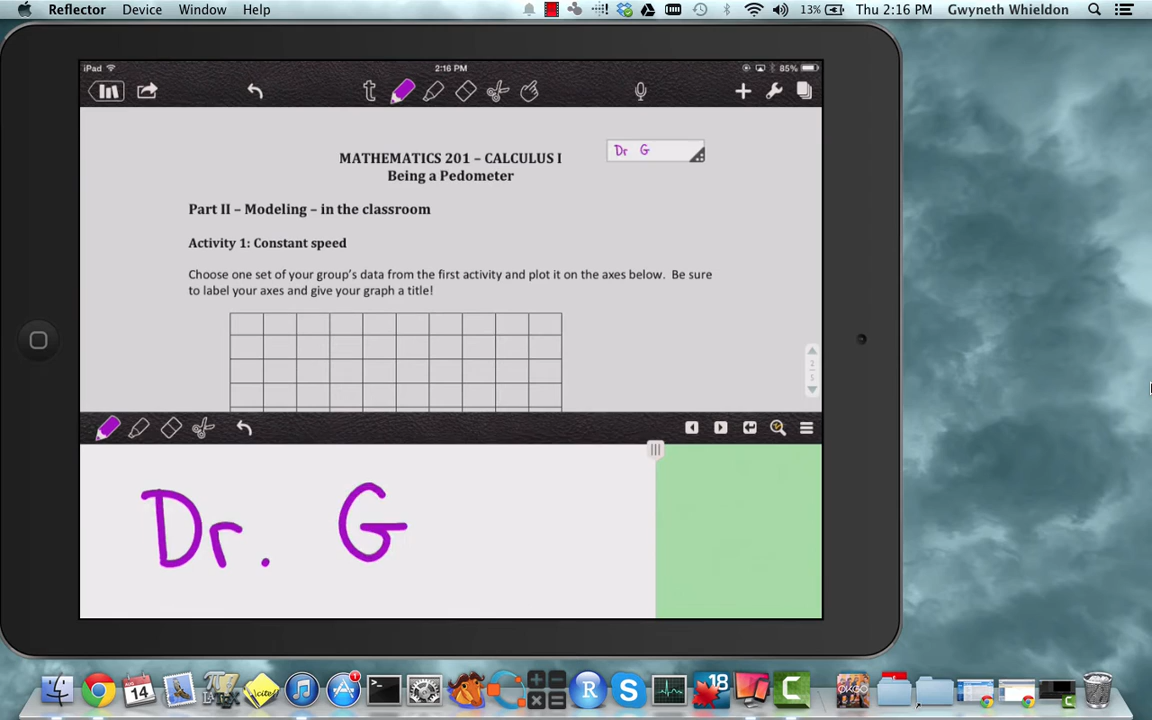 Reflector Device Window Help 13% Thu 2:16 PM Gwyneth Whieldon
iPad 2:16 PM 85%
t
MATHEMATICS 201 – CALCULUS I
Dr G
Being a Pedometer
Part II – Modeling – in the classroom
Activity 1: Constant speed
Choose one set of your group's data from the first activity and plot it on the axes below. Be sure
to label your axes and give your graph a title!
Dr. G
14
1
R
S
18
C